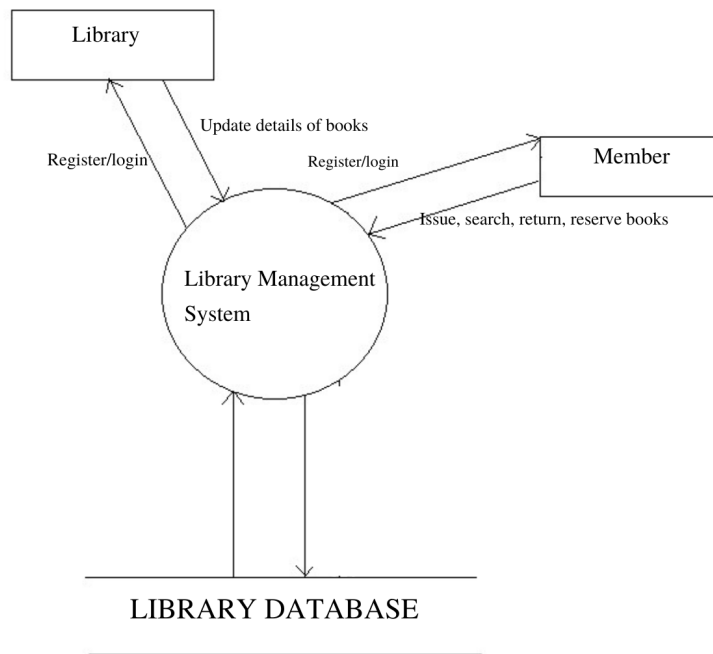 Library
Update details of books
Register/login
Register/login
Member
Issue, search, return, reserve books
Library Management
System
LIBRARY DATABASE